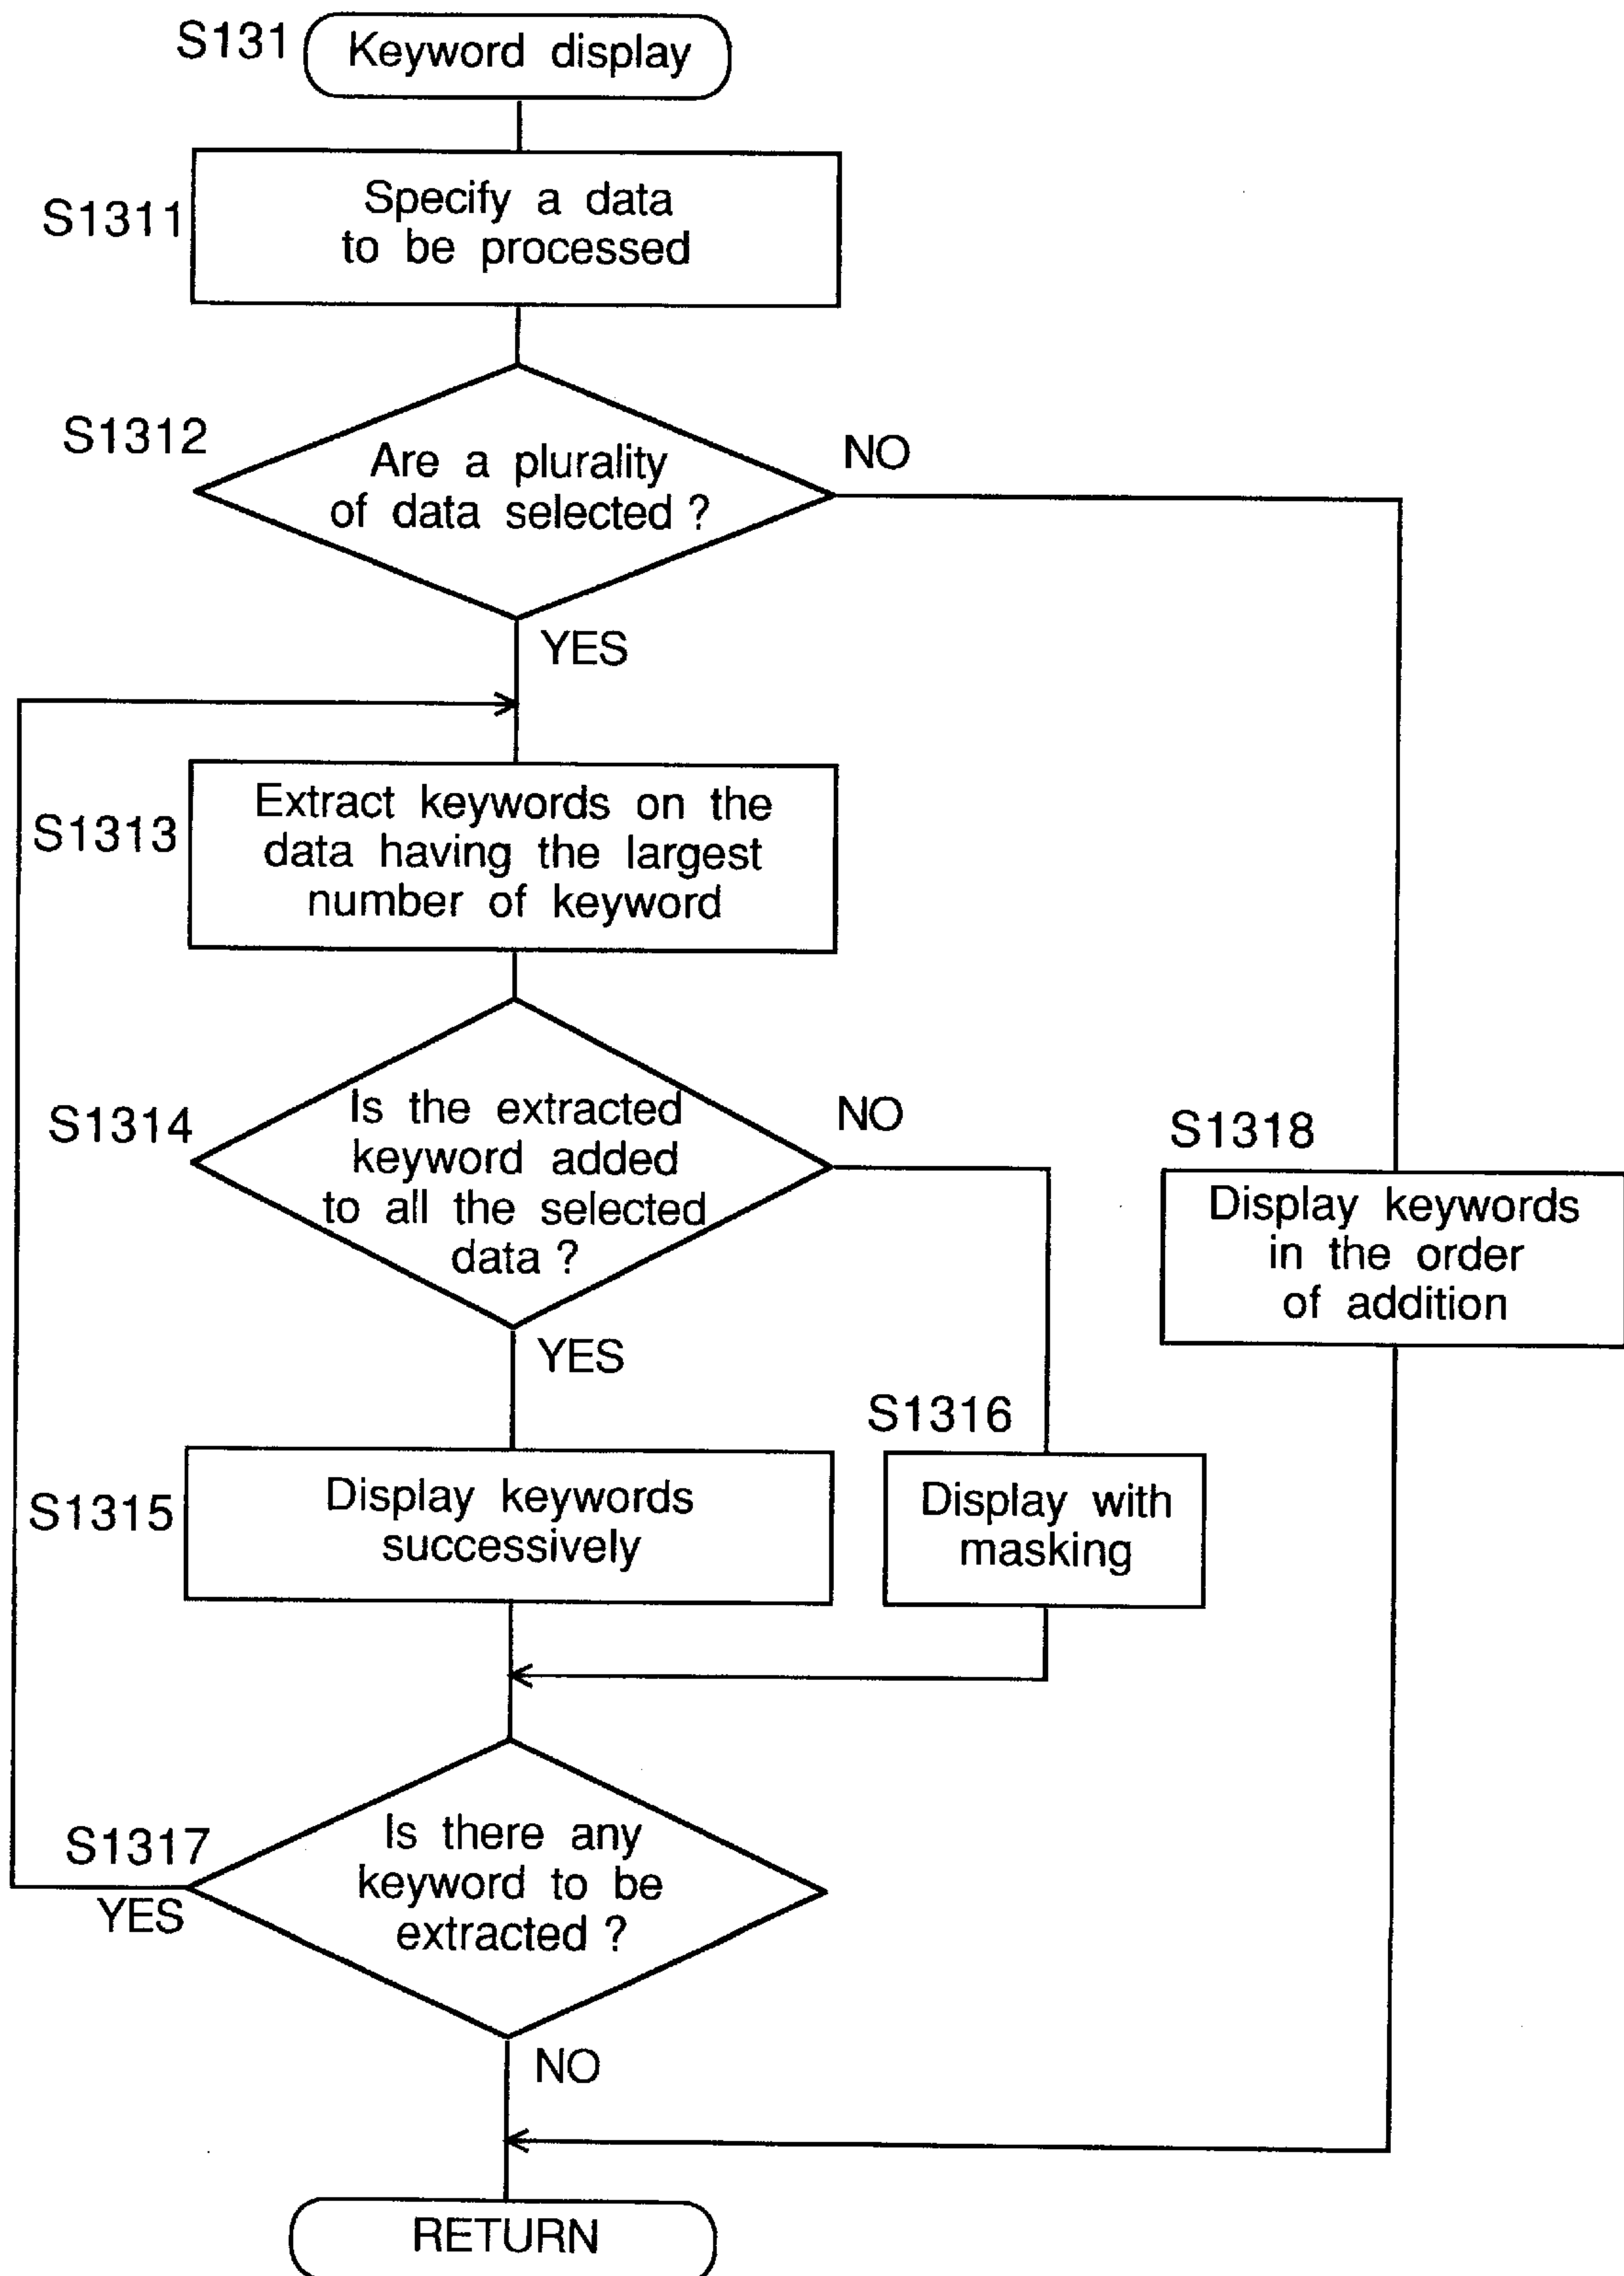 S131
Keyword display
S1311
Specify a data
to be processed
S1312
Are a plurality
of data selected ?
NO
YES
S1313
Extract keywords on the
data having the largest
number of keyword
S1314
Is the extracted
keyword added
to all the selected
data ?
NO
YES
S1318
Display keywords
in the order
of addition
S1315
Display keywords
successively
S1316
Display with
masking
S1317
Is there any
keyword to be
extracted ?
YES
NO
RETURN